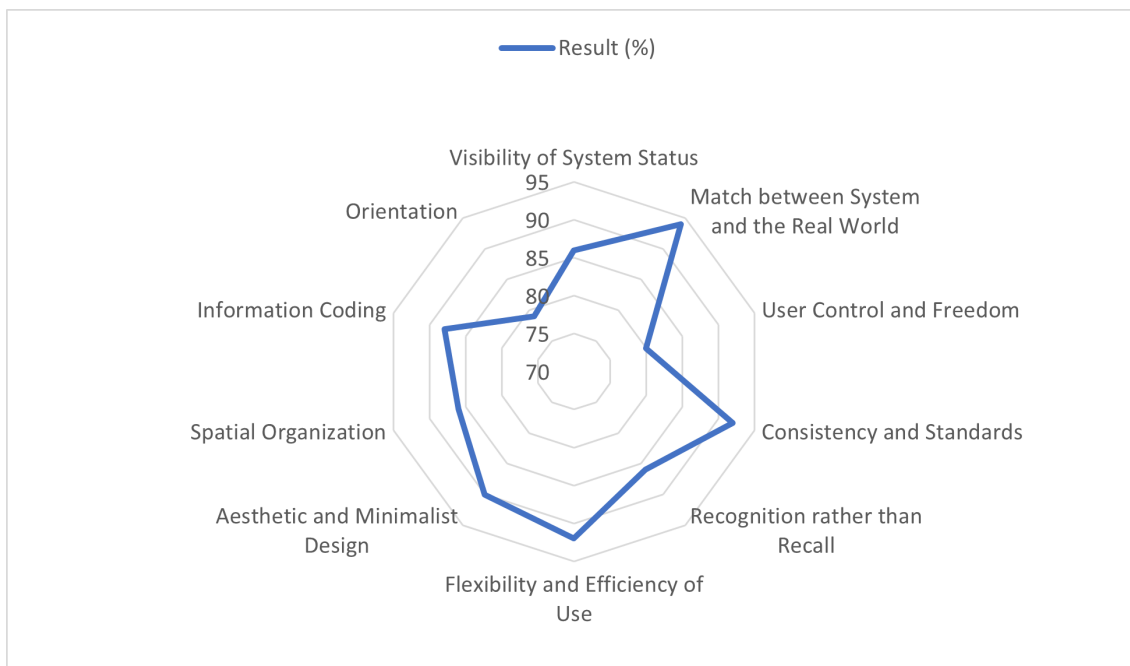 Result (%)
Visibility of System Status
95
90
85
80
75
70
Match between System
and the Real World
User Control and Freedom
Consistency and Standards
Recognition rather than
Recall
Flexibility and Efficiency of
Use
Aesthetic and Minimalist
Design
Spatial Organization
Information Coding
Orientation